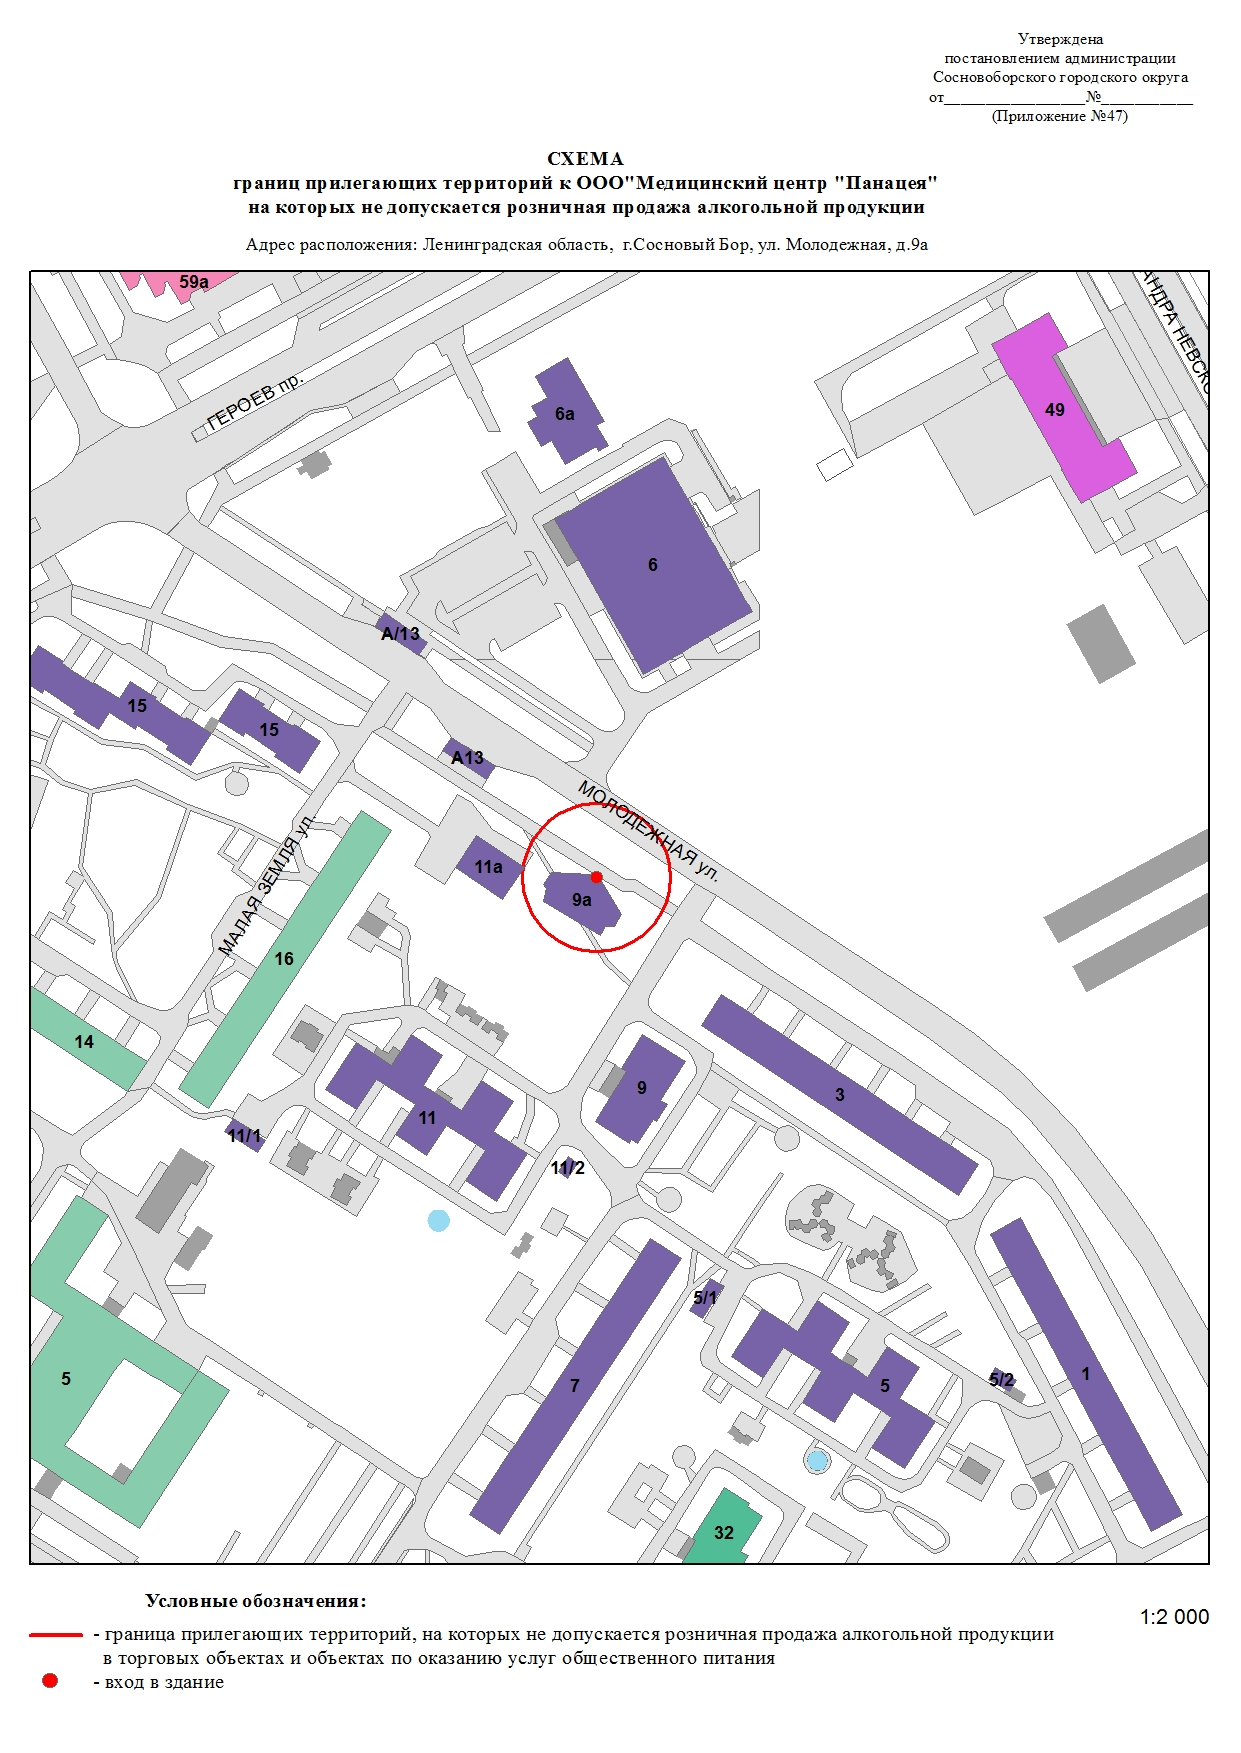 Утверждена
постановлением администрации
Сосновоборского городского округа
от_________________№___________
(Приложение №47)
СХЕМА
границ прилегающих территорий к ООО"Медицинский центр "Панацея"
на которых не допускается розничная продажа алкогольной продукции
Адрес расположения: Ленинградская область, г.Сосновый Бор, ул. Молодежная, д.9а
59а
АНДРА НЕВСКО
ГЕРОЕВ пр.
6а
49
6
А/13
15
15
А13
МОЛОДЕЖНАЯ ул.
МАЛАЯ ЗЕМЛЯ ул.
11а
9а
16
14
9
3
11
11/1
11/2
5/1
5
7
5
5/2
1
32
Условные обозначения:
1:2 000
- граница прилегающих территорий, на которых не допускается розничная продажа алкогольной продукции
в торговых объектах и объектах по оказанию услуг общественного питания
- вход в здание